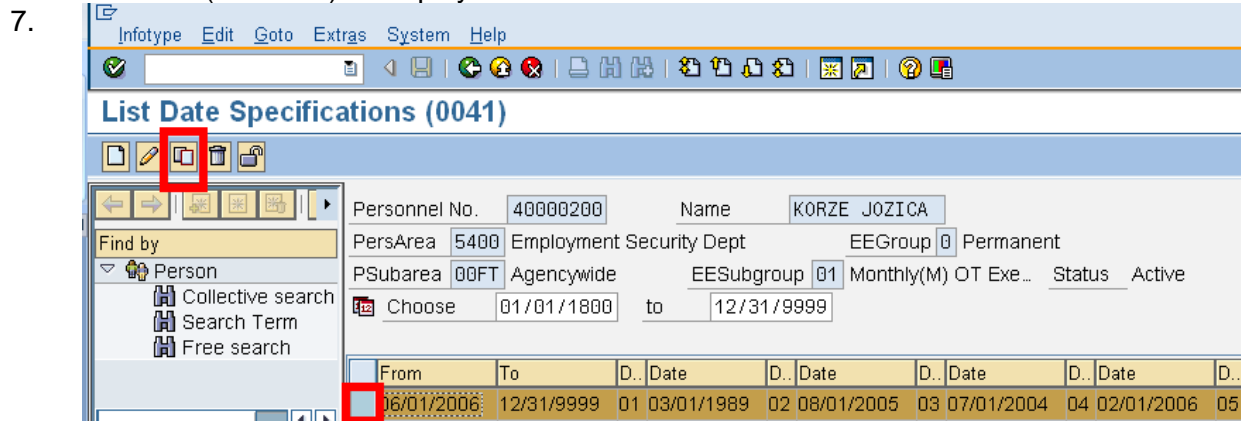 7.
Infotype Edit Goto Extras System Help
List Date Specifications (0041)
Personnel No. 40000200 Name KORZE JOZICA
Find by
PersArea 5400 Employment Security Dept EEGroup 0 Permanent
Person
PSubarea 00FT Agencywide EESubgroup 01 Monthly(M) OT Exe... Status Active
Collective search
Choose 01/01/1800 to 12/31/9999
Search Term
Free search
From To D.. Date D.. Date D.. Date D.. Date D..
06/01/2006 12/31/9999 01 03/01/1989 02 08/01/2005 03 07/01/2004 04 02/01/2006 05